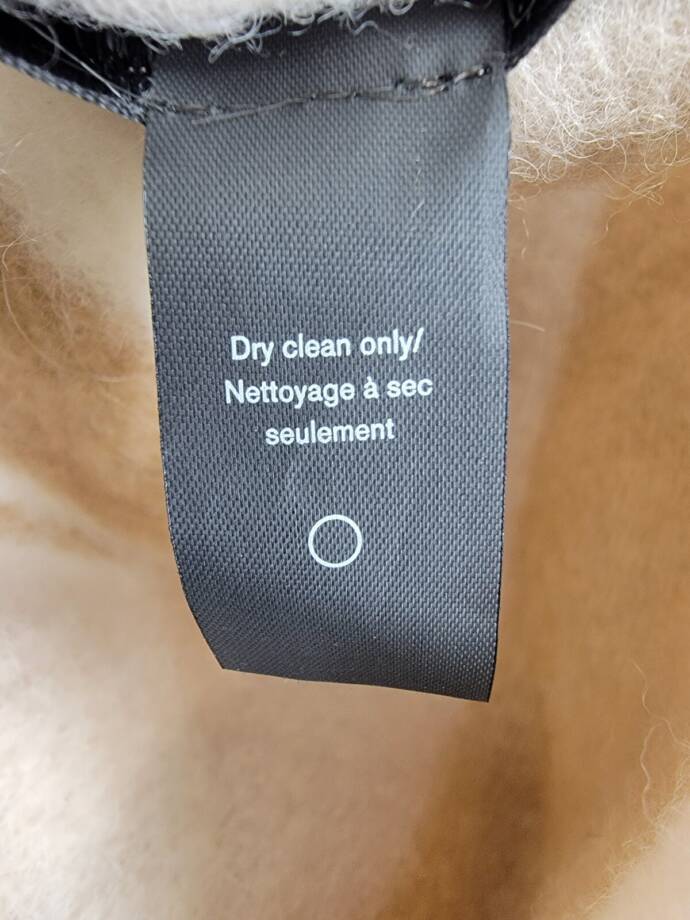 Dry clean only/
Nettoyage à sec
seulement